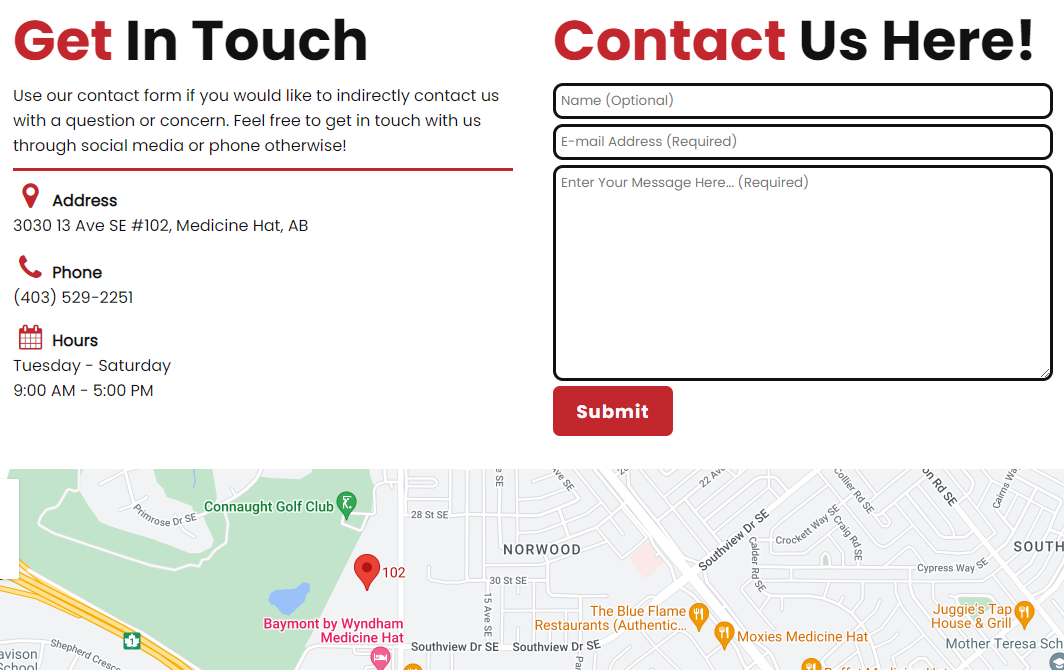 Get In Touch
Use our contact form if you would like to indirectly contact us
with a question or concern. Feel free to get in touch with us
through social media or phone otherwise!
Address
3030 13 Ave SE #102, Medicine Hat, AB
Phone
(403) 529-2251
Hours
Tuesday - Saturday
9:00 AM - 5:00 PM
Contact Us Here!
Name (Optional)
E-mail Address (Required)
Enter Your Message Here... (Required)
Submit
Connaught Golf Club
Primrose Dr SE
28 St SE
NORWOOD
102
30 St SE
15 Ave SE
Baymont by Wyndham
Medicine Hat
1
Southview Dr SE
Southview Dr SE
Southview Dr SE
22 Ave
Collier Rd SE
Crockett Way SE
Craig Rd SE
Calder Rd SE
Cypress Way SE
SOUTH
The Blue Flame
Restaurants (Authentic...
Moxies Medicine Hat
Juggie's Tap
House & Grill
Mother Teresa Sch